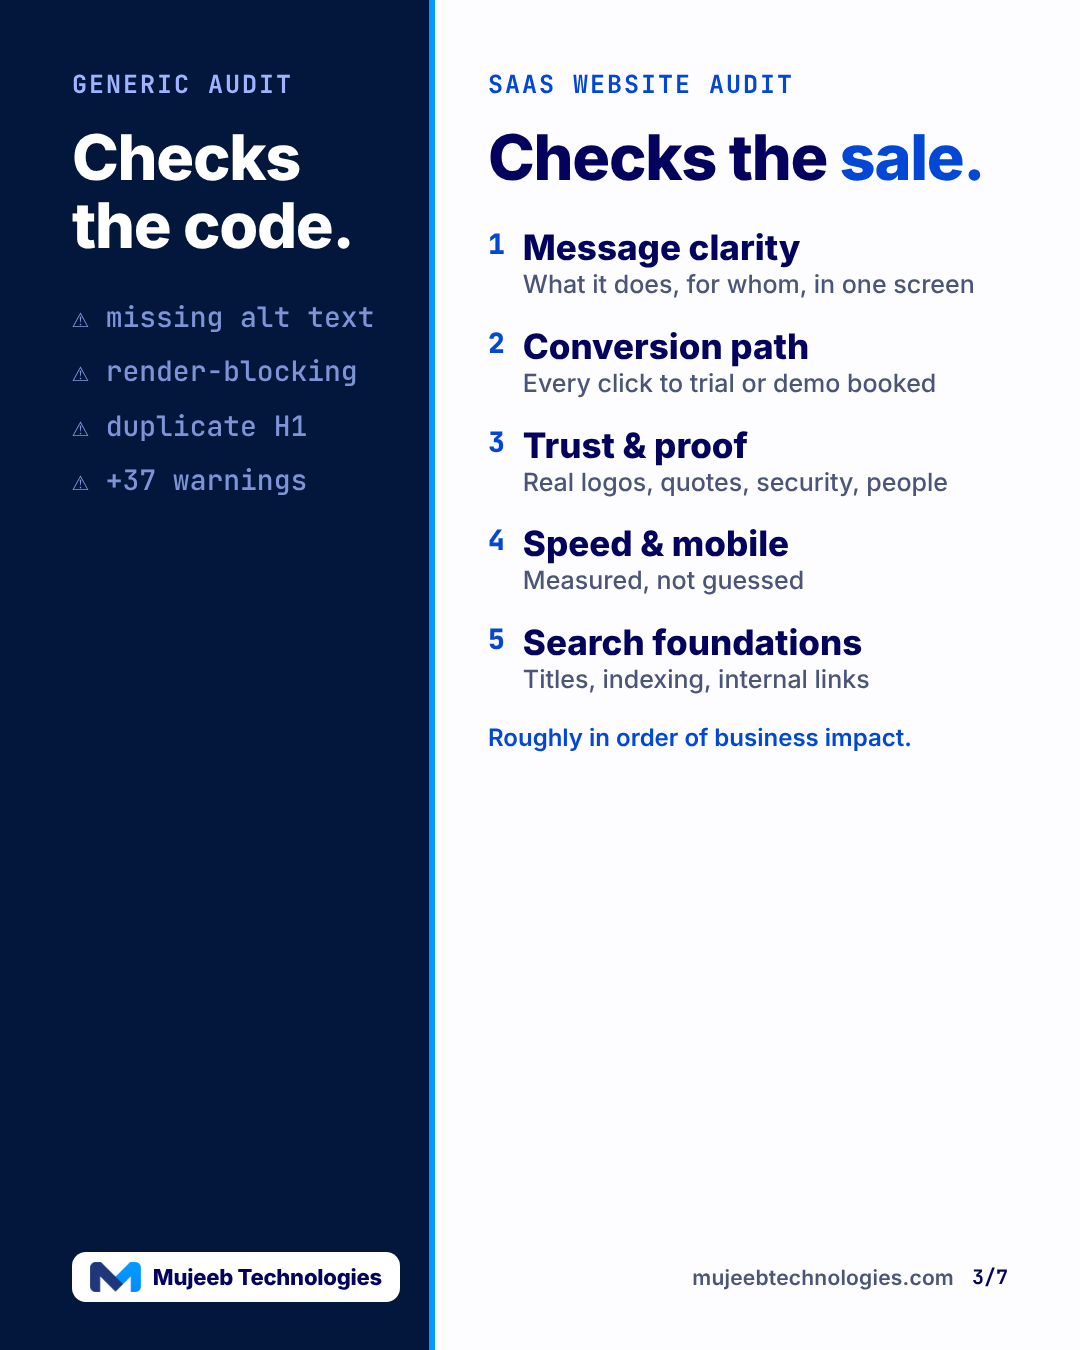 GENERIC AUDIT
Checks
the code.
⚠ missing alt text
⚠ render-blocking
⚠ duplicate H1
⚠ +37 warnings
SAAS WEBSITE AUDIT
Checks the sale.
1 Message clarity
What it does, for whom, in one screen
2 Conversion path
Every click to trial or demo booked
3 Trust & proof
Real logos, quotes, security, people
4 Speed & mobile
Measured, not guessed
5 Search foundations
Titles, indexing, internal links
Roughly in order of business impact.
Mujeeb Technologies
mujeebtechnologies.com 3/7